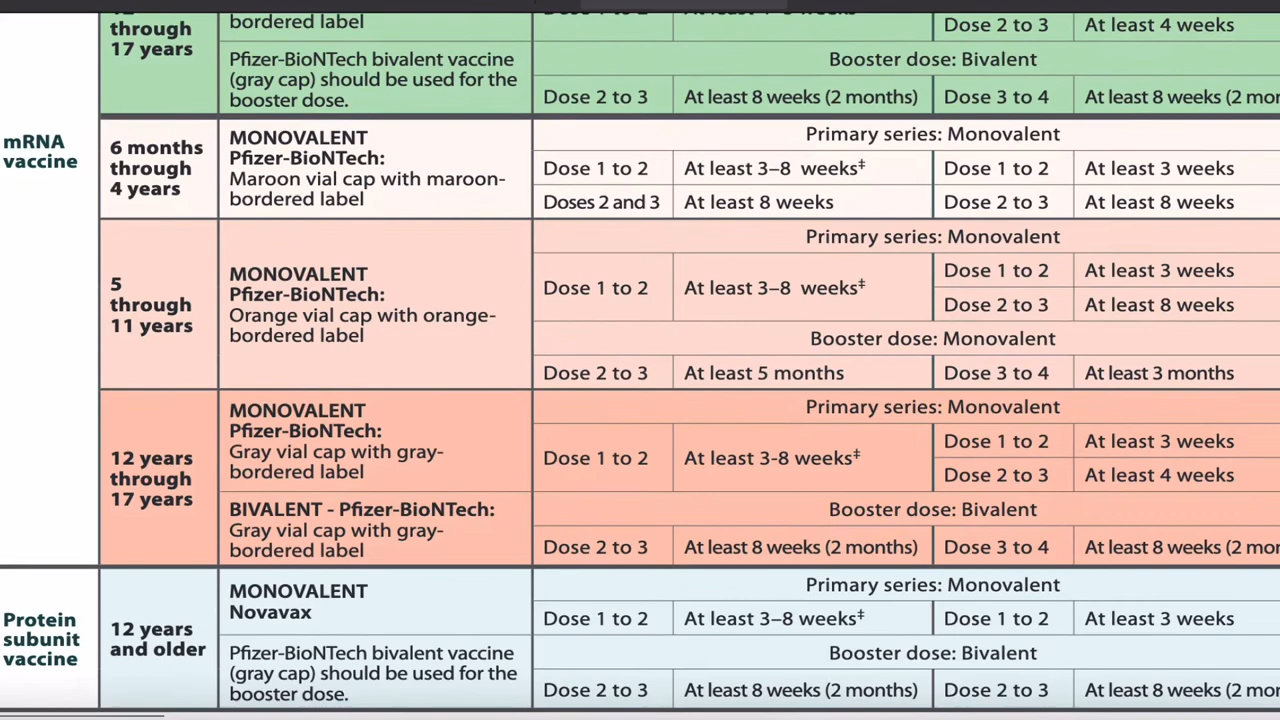 through
17 years
bordered label
Dose 2 to 3 At least 4 weeks
Pfizer-BioNTech bivalent vaccine
(gray cap) should be used for the
booster dose.
Booster dose: Bivalent
Dose 2 to 3 At least 8 weeks (2 months) Dose 3 to 4 At least 8 weeks (2
mRNA
vaccine
6 months
through
4 years
MONOVALENT
Pfizer-BioNTech:
Maroon vial cap with maroon-
bordered label
Primary series: Monovalent
Dose 1 to 2 At least 3–8 weeks‡ Dose 1 to 2 At least 3 weeks
Doses 2 and 3 At least 8 weeks Dose 2 to 3 At least 8 weeks
5
through
11 years
MONOVALENT
Pfizer-BioNTech:
Orange vial cap with orange-
bordered label
Primary series: Monovalent
Dose 1 to 2 At least 3–8 weeks‡ Dose 1 to 2 At least 3 weeks
Dose 2 to 3 At least 8 weeks
Booster dose: Monovalent
Dose 2 to 3 At least 5 months Dose 3 to 4 At least 3 months
12 years
through
17 years
MONOVALENT
Pfizer-BioNTech:
Gray vial cap with gray-
bordered label
Primary series: Monovalent
Dose 1 to 2 At least 3-8 weeks‡ Dose 1 to 2 At least 3 weeks
Dose 2 to 3 At least 4 weeks
BIVALENT - Pfizer-BioNTech:
Gray vial cap with gray-
bordered label
Booster dose: Bivalent
Dose 2 to 3 At least 8 weeks (2 months) Dose 3 to 4 At least 8 weeks (2
Protein
subunit
vaccine
12 years
and older
MONOVALENT
Novavax
Primary series: Monovalent
Dose 1 to 2 At least 3–8 weeks‡ Dose 1 to 2 At least 3 weeks
Pfizer-BioNTech bivalent vaccine
(gray cap) should be used for the
booster dose.
Booster dose: Bivalent
Dose 2 to 3 At least 8 weeks (2 months) Dose 2 to 3 At least 8 weeks (2